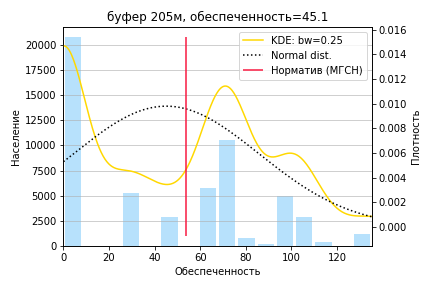 буфер 205м, обеспеченность=45.1
KDE: bw=0.25
Normal dist.
Норматив (МГСН)
Население
20000
17500
15000
12500
10000
7500
5000
2500
0
0.016
0.014
0.012
0.010
0.008
0.006
0.004
0.002
0.000
Плотность
0 20 40 60 80 100 120
Обеспеченность